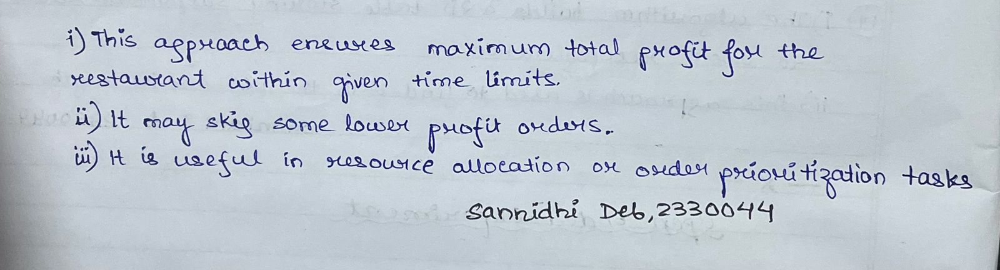 i) This approach ensures maximum total profit for the
restaurant within given time limits.
ii) It may skip some lower profit orders.
iii) It is useful in resource allocation or order prioritization tasks
Sannidhi Deb, 2330044